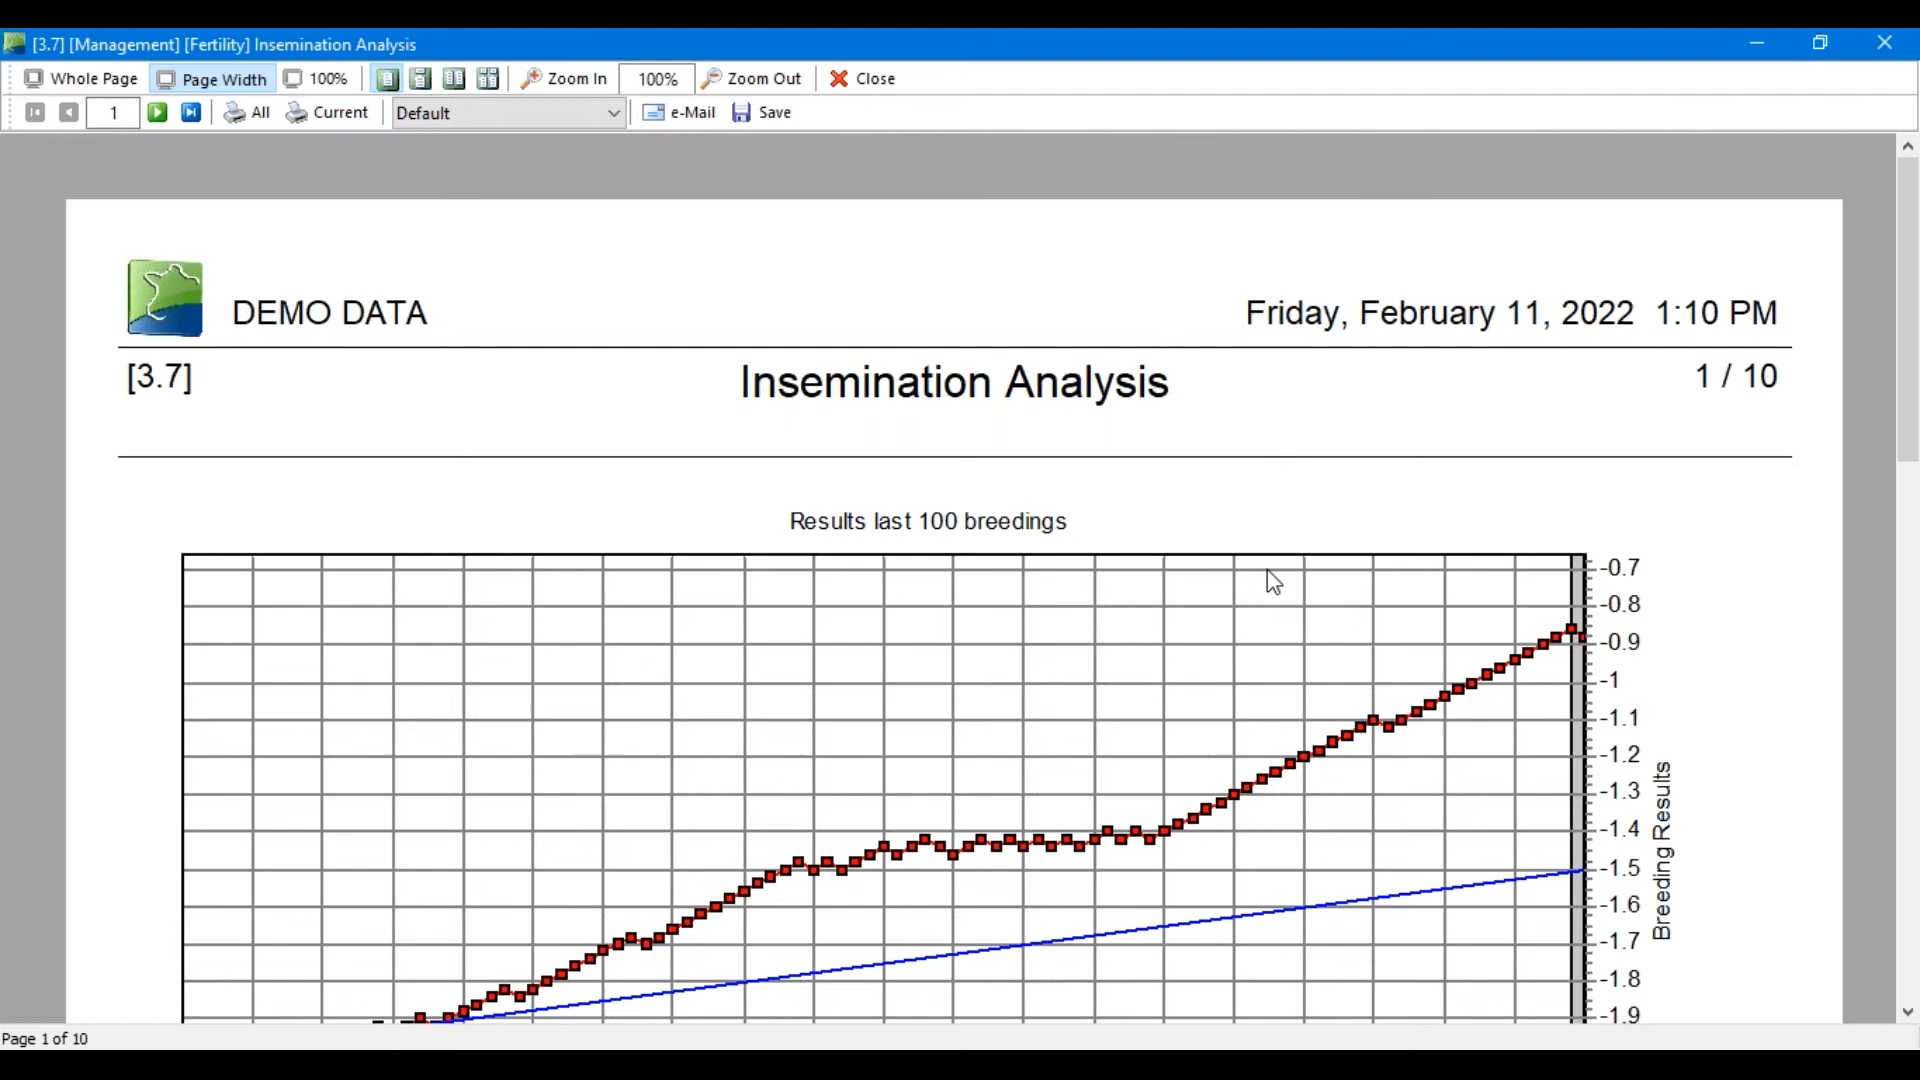 [3.7] [Management] [Fertility] Insemination Analysis
Whole Page Page Width 100% Zoom In 100% Zoom Out Close
1 All Current Default e-Mail Save
DEMO DATA Friday, February 11, 2022 1:10 PM
[3.7] Insemination Analysis 1 / 10
Results last 100 breedings
-0.7
-0.8
-0.9
-1
-1.1
-1.2
-1.3
-1.4
-1.5
-1.6
-1.7
-1.8
-1.9
Breeding Results
Page 1 of 10